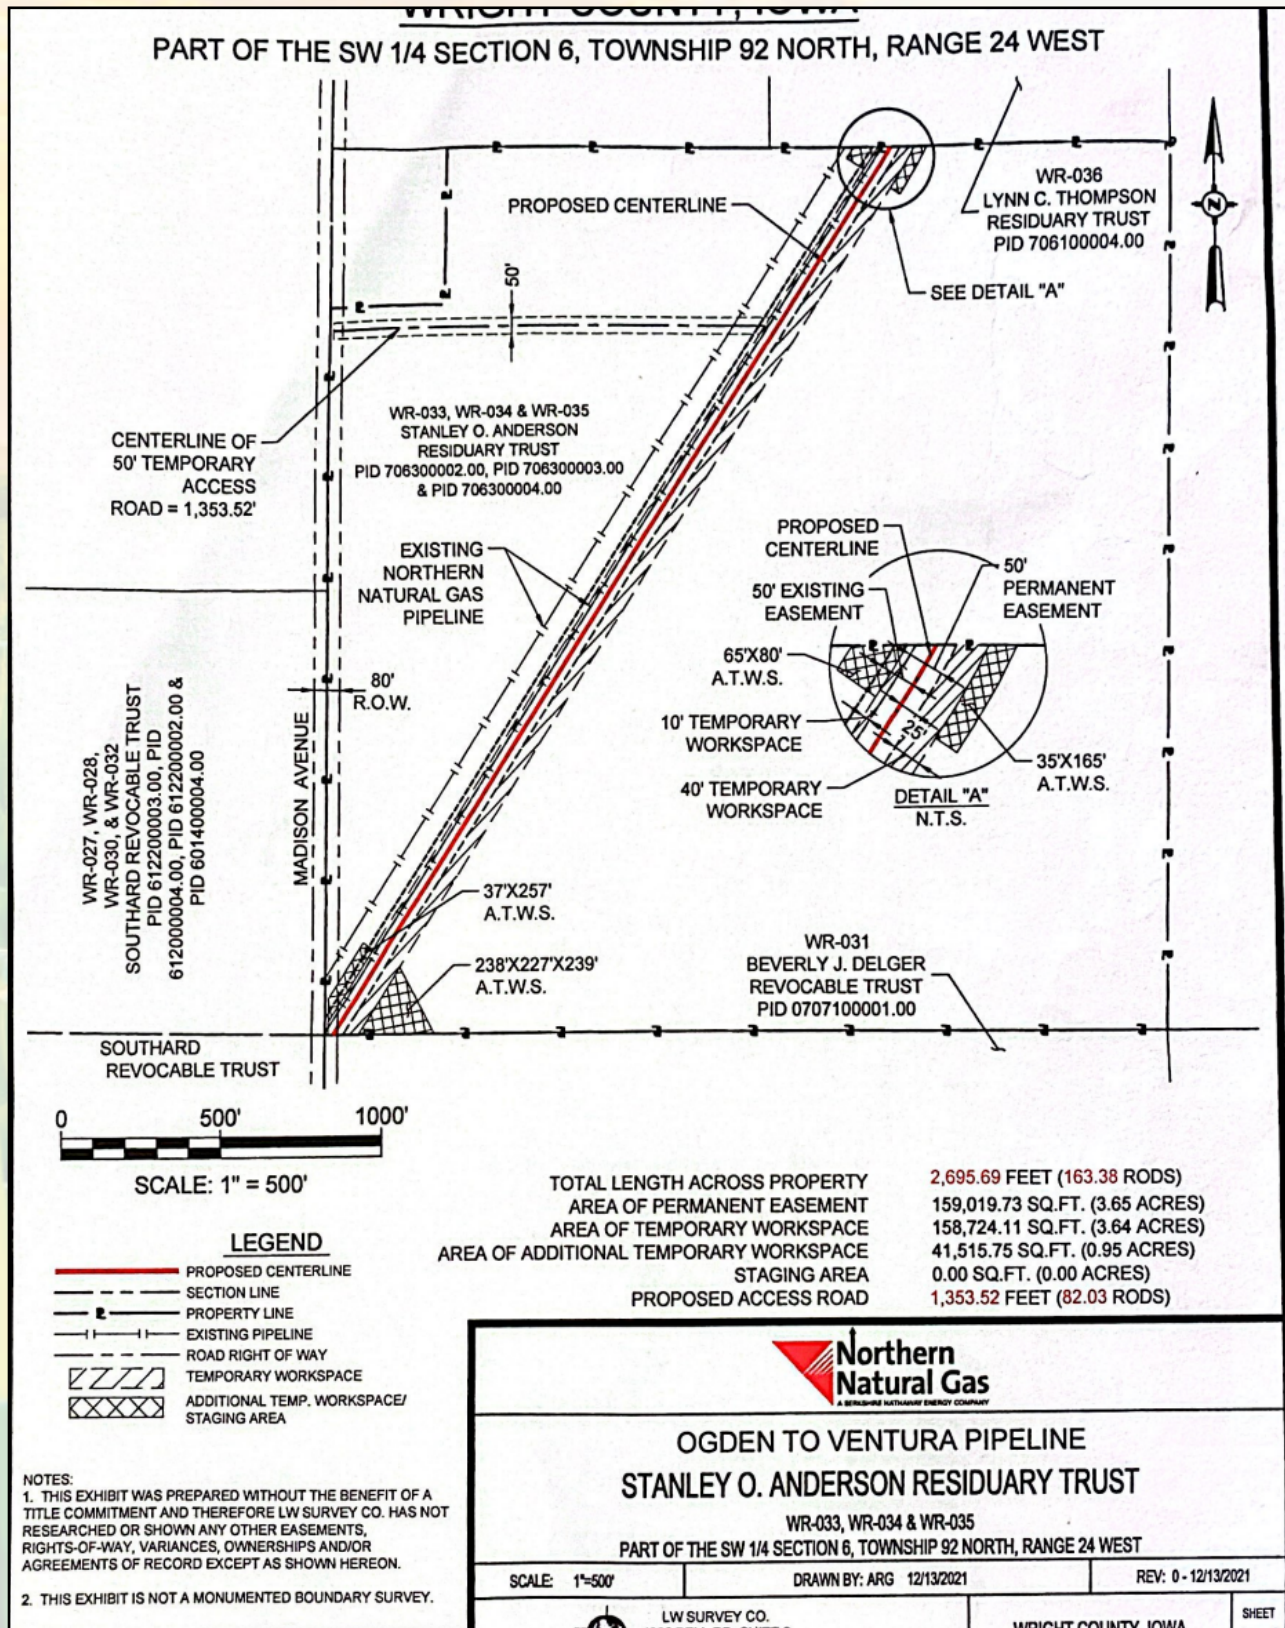 WRIGHT COUNTY, IOWA
PART OF THE SW 1/4 SECTION 6, TOWNSHIP 92 NORTH, RANGE 24 WEST
PROPOSED CENTERLINE
WR-036
LYNN C. THOMPSON
RESIDUARY TRUST
PID 706100004.00
N
SEE DETAIL "A"
50'
CENTERLINE OF
50' TEMPORARY
ACCESS
ROAD = 1,353.52'
WR-033, WR-034 & WR-035
STANLEY O. ANDERSON
RESIDUARY TRUST
PID 706300002.00, PID 706300003.00
& PID 706300004.00
EXISTING
NORTHERN
NATURAL GAS
PIPELINE
PROPOSED
CENTERLINE
50' EXISTING
EASEMENT
50'
PERMANENT
EASEMENT
65'X80'
A.T.W.S.
10' TEMPORARY
WORKSPACE
25'
40' TEMPORARY
WORKSPACE
35'X165'
A.T.W.S.
DETAIL "A"
N.T.S.
80'
R.O.W.
MADISON AVENUE
WR-027, WR-028,
WR-030, & WR-032
SOUTHARD REVOCABLE TRUST
PID 612200003.00, PID
612000004.00, PID 612200002.00 &
PID 601400004.00
37'X257'
A.T.W.S.
238'X227'X239'
A.T.W.S.
WR-031
BEVERLY J. DELGER
REVOCABLE TRUST
PID 0707100001.00
SOUTHARD
REVOCABLE TRUST
0 500' 1000'
SCALE: 1" = 500'
TOTAL LENGTH ACROSS PROPERTY 2,695.69 FEET (163.38 RODS)
AREA OF PERMANENT EASEMENT 159,019.73 SQ.FT. (3.65 ACRES)
AREA OF TEMPORARY WORKSPACE 158,724.11 SQ.FT. (3.64 ACRES)
AREA OF ADDITIONAL TEMPORARY WORKSPACE 41,515.75 SQ.FT. (0.95 ACRES)
STAGING AREA 0.00 SQ.FT. (0.00 ACRES)
PROPOSED ACCESS ROAD 1,353.52 FEET (82.03 RODS)
LEGEND
PROPOSED CENTERLINE
SECTION LINE
PROPERTY LINE
EXISTING PIPELINE
ROAD RIGHT OF WAY
TEMPORARY WORKSPACE
ADDITIONAL TEMP. WORKSPACE/
STAGING AREA
NOTES:
1. THIS EXHIBIT WAS PREPARED WITHOUT THE BENEFIT OF A
TITLE COMMITMENT AND THEREFORE LW SURVEY CO. HAS NOT
RESEARCHED OR SHOWN ANY OTHER EASEMENTS,
RIGHTS-OF-WAY, VARIANCES, OWNERSHIPS AND/OR
AGREEMENTS OF RECORD EXCEPT AS SHOWN HEREON.
2. THIS EXHIBIT IS NOT A MONUMENTED BOUNDARY SURVEY.
Northern
Natural Gas
A BERKSHIRE HATHAWAY ENERGY COMPANY
OGDEN TO VENTURA PIPELINE
STANLEY O. ANDERSON RESIDUARY TRUST
WR-033, WR-034 & WR-035
PART OF THE SW 1/4 SECTION 6, TOWNSHIP 92 NORTH, RANGE 24 WEST
SCALE: 1"=500' DRAWN BY: ARG 12/13/2021 REV: 0 - 12/13/2021
LW SURVEY CO.
WRIGHT COUNTY, IOWA
SHEET